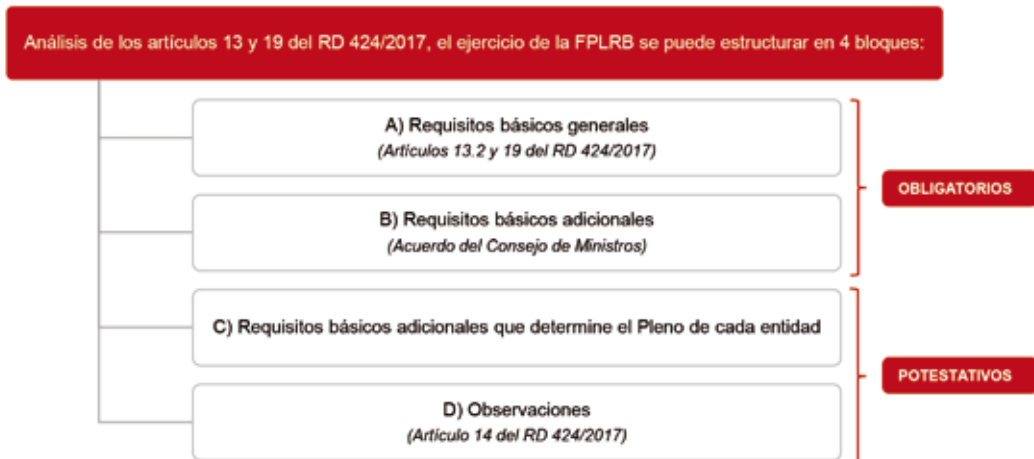 Análisis de los artículos 13 y 19 del RD 424/2017, el ejercicio de la FPLRB se puede estructurar en 4 bloques:
A) Requisitos básicos generales
(Artículos 13.2 y 19 del RD 424/2017)
OBLIGATORIOS
B) Requisitos básicos adicionales
(Acuerdo del Consejo de Ministros)
C) Requisitos básicos adicionales que determine el Pleno de cada entidad
POTESTATIVOS
D) Observaciones
(Artículo 14 del RD 424/2017)